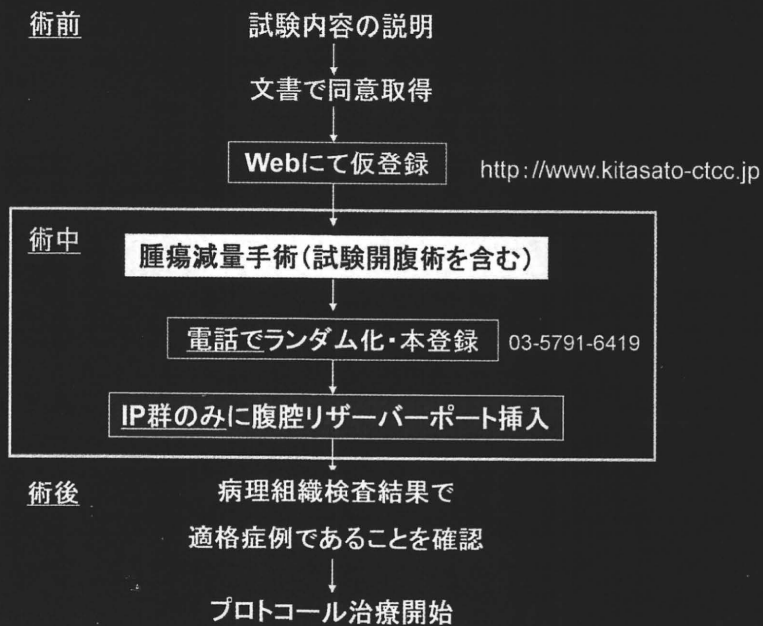 術前
試験内容の説明
文書で同意取得
Webにて仮登録
http://www.kitasato-ctcc.jp
術中
腫瘍減量手術(試験開腹術を含む)
電話でランダム化・本登録
03-5791-6419
IP群のみに腹腔リザーバーポート挿入
術後
病理組織検査結果で
適格症例であることを確認
プロトコール治療開始